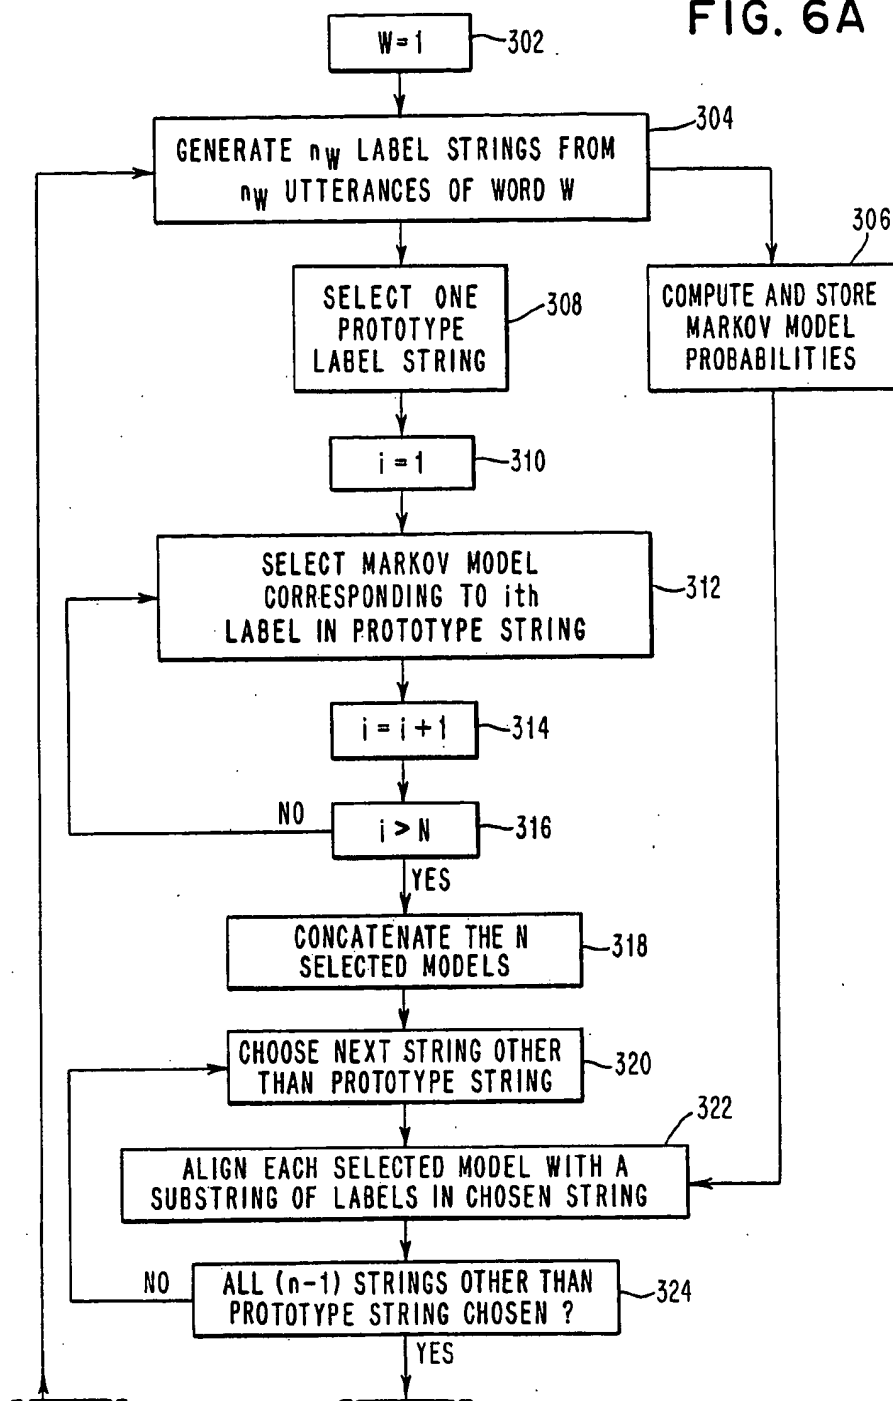 FIG. 6A
W=1
302
GENERATE nW LABEL STRINGS FROM
nW UTTERANCES OF WORD W
304
306
COMPUTE AND STORE
MARKOV MODEL
PROBABILITIES
SELECT ONE
PROTOTYPE
LABEL STRING
308
i = 1
310
SELECT MARKOV MODEL
CORRESPONDING TO ith
LABEL IN PROTOTYPE STRING
312
i = i + 1
314
NO
i > N
316
YES
CONCATENATE THE N
SELECTED MODELS
318
CHOOSE NEXT STRING OTHER
THAN PROTOTYPE STRING
320
322
ALIGN EACH SELECTED MODEL WITH A
SUBSTRING OF LABELS IN CHOSEN STRING
NO
ALL (n-1) STRINGS OTHER THAN
PROTOTYPE STRING CHOSEN ?
324
YES